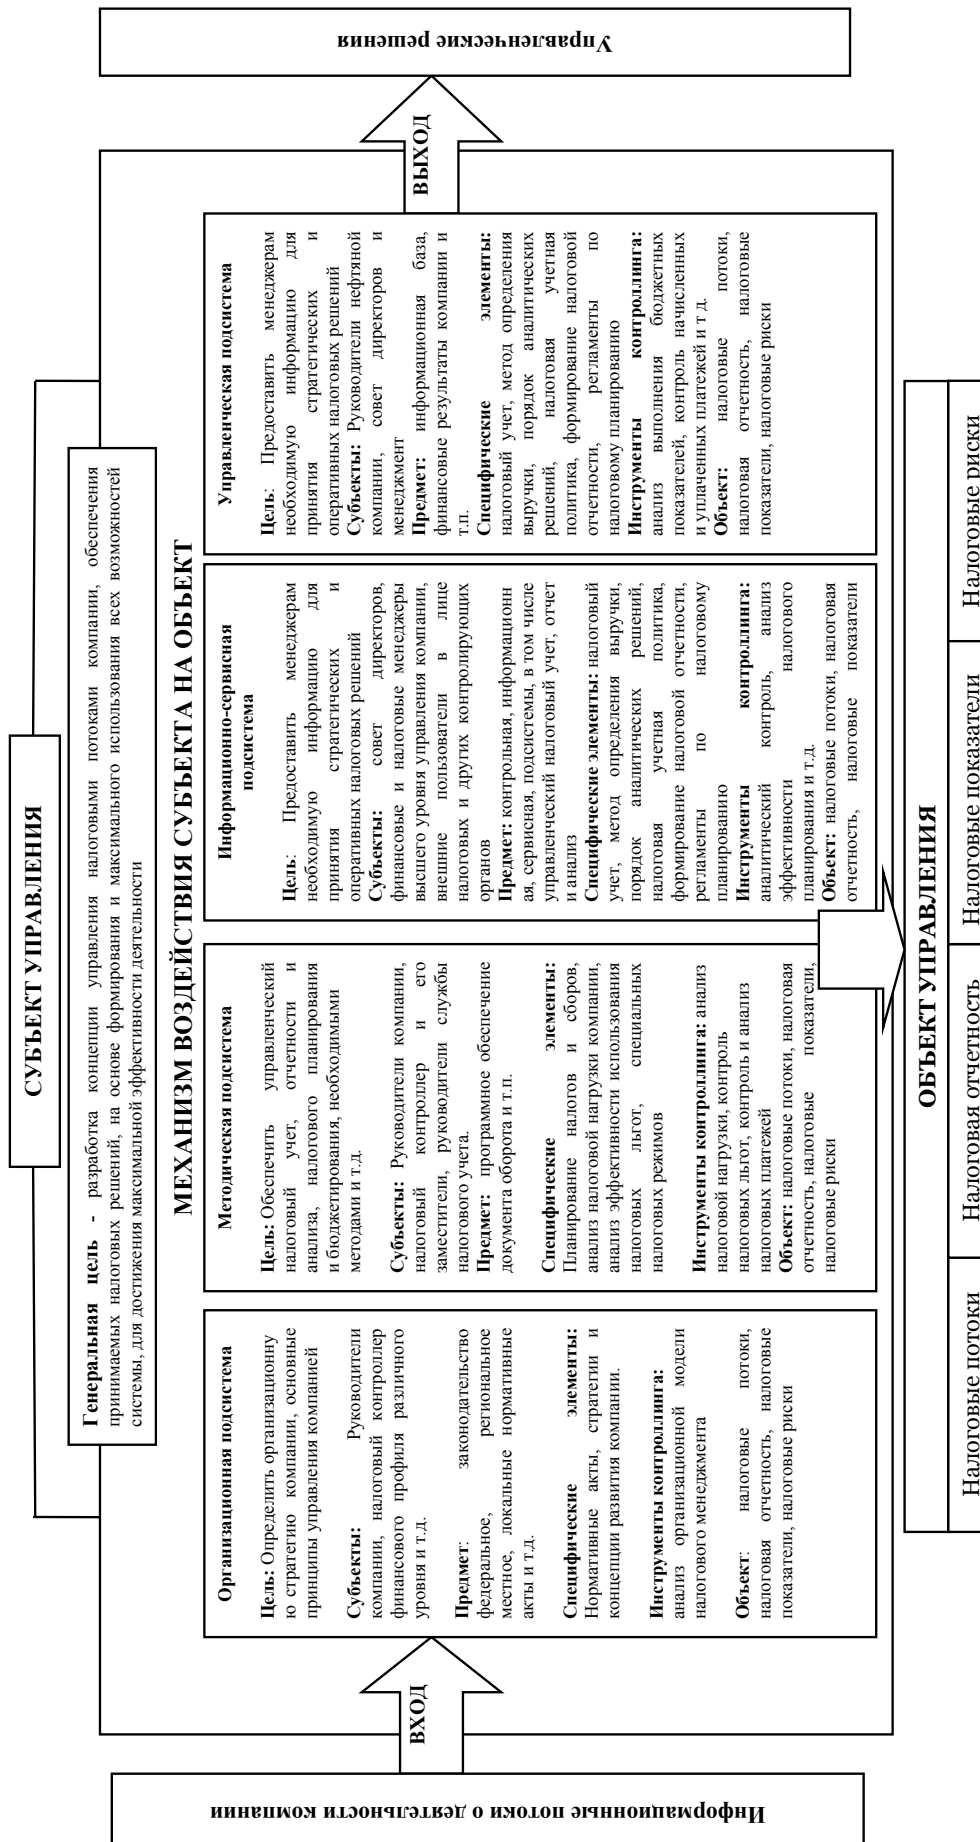 СУБЪЕКТ УПРАВЛЕНИЯ
Генеральная цель - разработка концепции управления налоговыми потоками компании, обеспечения
принимаемых налоговых решений, на основе формирования и максимального использования всех возможностей
системы, для достижения максимальной эффективности деятельности
МЕХАНИЗМ ВОЗДЕЙСТВИЯ СУБЪЕКТА НА ОБЪЕКТ
Информационные потоки о деятельности компании
ВХОД
Организационная подсистема
Цель: Определить организационну
ю стратегию компании, основные
принципы управления компанией
Субъекты: Руководители
компании, налоговый контроллер
финансового профиля различного
уровня и т.д.
Предмет: законодательство
федеральное, региональное
местное, локальные нормативные
акты и т.д.
Специфические элементы:
Нормативные акты, стратегии и
концепции развития компании.
Инструменты контроллинга:
анализ организационной модели
налогового менеджмента
Объект: налоговые потоки,
налоговая отчетность, налоговые
показатели, налоговые риски
Методическая подсистема
Цель: Обеспечить управленческий
налоговый учет, отчетности и
анализа, налогового планирования
и бюджетирования, необходимыми
методами и т.д.
Субъекты: Руководители компании,
налоговый контроллер и его
заместители, руководители службы
налогового учета.
Предмет: программное обеспечение
документа оборота и т.п.
Специфические элементы:
Планирование налогов и сборов,
анализ налоговой нагрузки компании,
анализ эффективности использования
налоговых льгот, специальных
налоговых режимов
Инструменты контроллинга: анализ
налоговой нагрузки, контроль
налоговых льгот, контроль и анализ
налоговых платежей
Объект: налоговые потоки, налоговая
отчетность, налоговые показатели,
налоговые риски
Информационно-сервисная
подсистема
Цель: Предоставить менеджерам
необходимую информацию для
принятия стратегических и
оперативных налоговых решений
Субъекты: совет директоров,
финансовые и налоговые менеджеры
высшего уровня управления компании,
внешние пользователи в лице
налоговых и других контролирующих
органов
Предмет: контрольная, информационн
ая, сервисная, подсистемы, в том числе
управленческий налоговый учет, отчет
и анализ
Специфические элементы: налоговый
учет, метод определения выручки,
порядок аналитических решений,
налоговая учетная политика,
формирование налоговой отчетности,
регламенты по налоговому
планированию
Инструменты контроллинга:
аналитический контроль, анализ
эффективности налогового
планирования и т.д.
Объект: налоговые потоки, налоговая
отчетность, налоговые показатели
Управленческая подсистема
Цель: Предоставить менеджерам
необходимую информацию для
принятия стратегических и
оперативных налоговых решений
Субъекты: Руководители нефтяной
компании, совет директоров и
менеджмент
Предмет: информационная база,
финансовые результаты компании и
т.п.
Специфические элементы:
налоговый учет, метод определения
выручки, порядок аналитических
решений, налоговая учетная
политика, формирование налоговой
отчетности, регламенты по
налоговому планированию
Инструменты контроллинга:
анализ выполнения бюджетных
показателей, контроль начисленных
и уплаченных платежей и т д.
Объект: налоговые потоки,
налоговая отчетность, налоговые
показатели, налоговые риски
ВЫХОД
Управленческие решения
ОБЪЕКТ УПРАВЛЕНИЯ
Налоговые потоки
Налоговая отчетность
Налоговые показатели
Налоговые риски